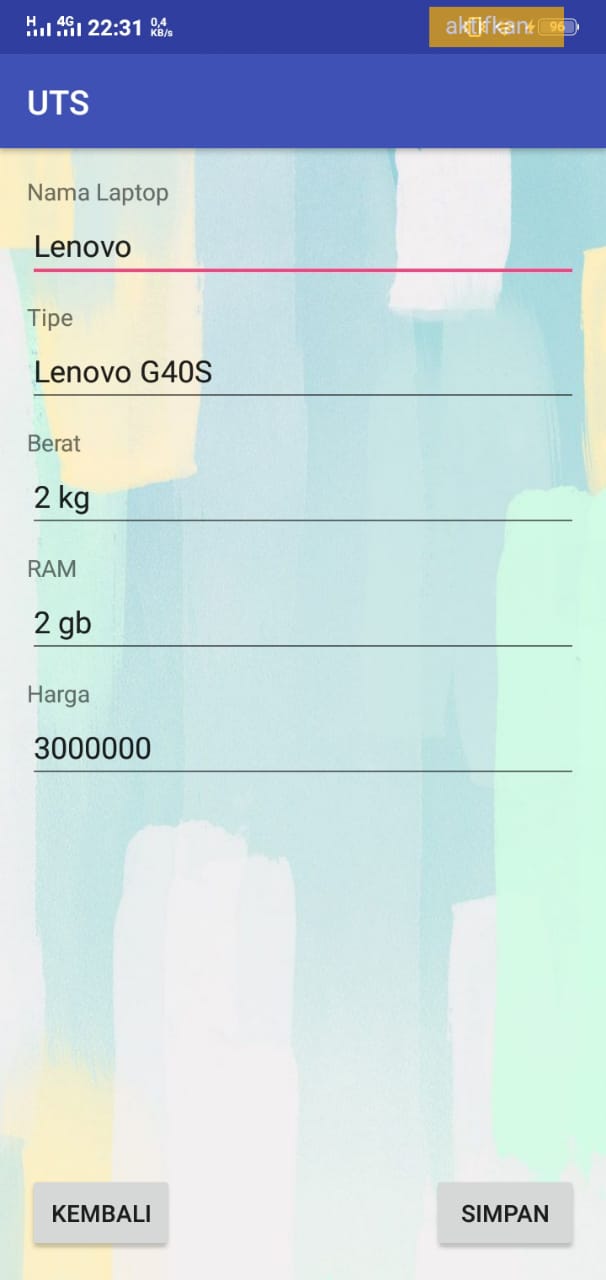 H 4G 22:31 0,4 KB/s aktifkan 96
UTS
Nama Laptop
Lenovo
Tipe
Lenovo G40S
Berat
2 kg
RAM
2 gb
Harga
3000000
KEMBALI SIMPAN